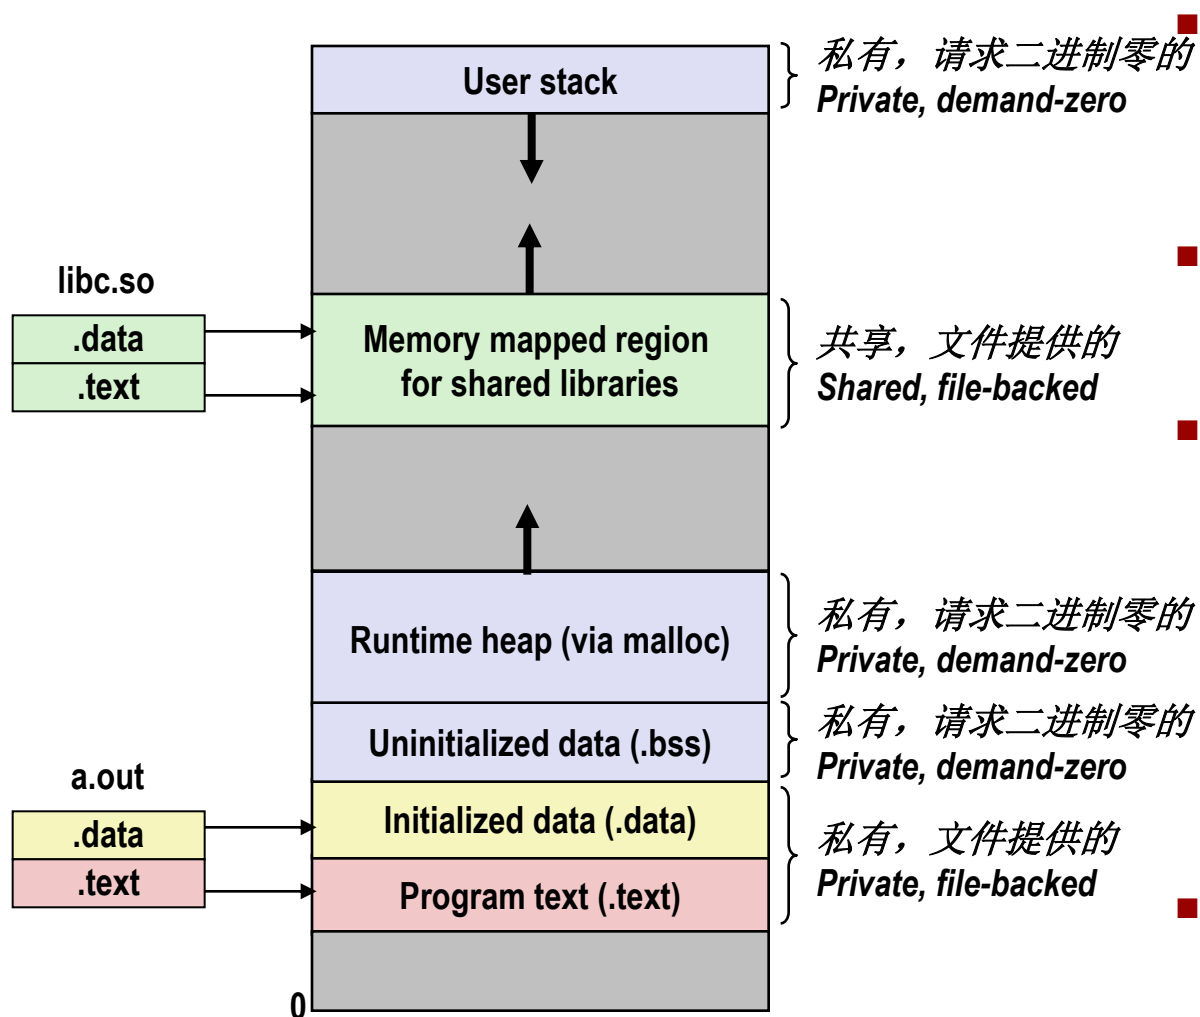 User stack
私有，请求二进制零的
Private, demand-zero
libc.so
.data
.text
Memory mapped region
for shared libraries
共享，文件提供的
Shared, file-backed
Runtime heap (via malloc)
私有，请求二进制零的
Private, demand-zero
Uninitialized data (.bss)
私有，请求二进制零的
Private, demand-zero
a.out
.data
.text
Initialized data (.data)
Program text (.text)
私有，文件提供的
Private, file-backed
0